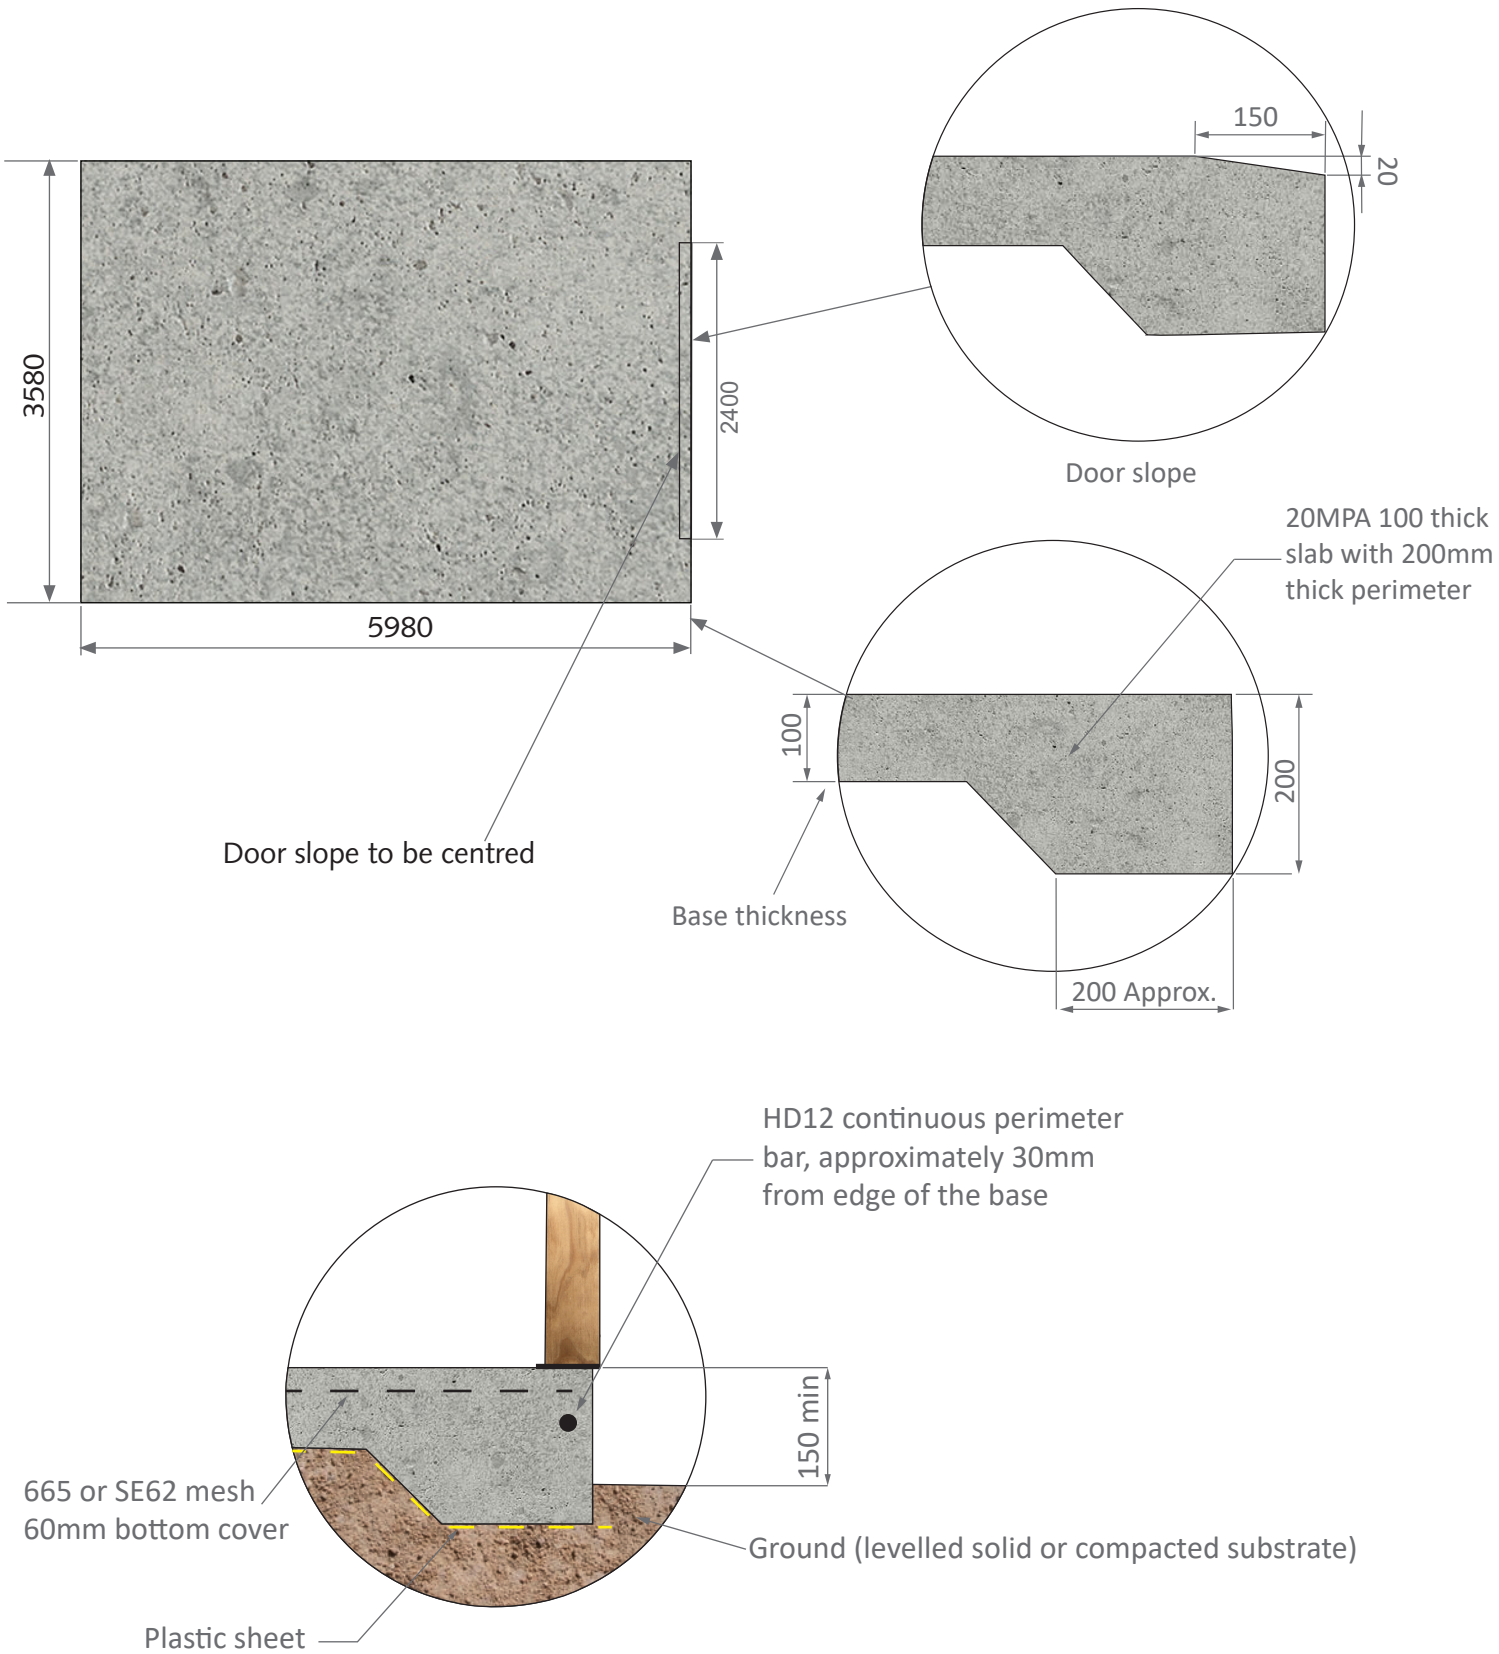 150
20
3580
2400
Door slope
5980
20MPA 100 thick
slab with 200mm
thick perimeter
100
200
Door slope to be centred
Base thickness
200 Approx.
HD12 continuous perimeter
bar, approximately 30mm
from edge of the base
150 min
665 or SE62 mesh
60mm bottom cover
Ground (levelled solid or compacted substrate)
Plastic sheet